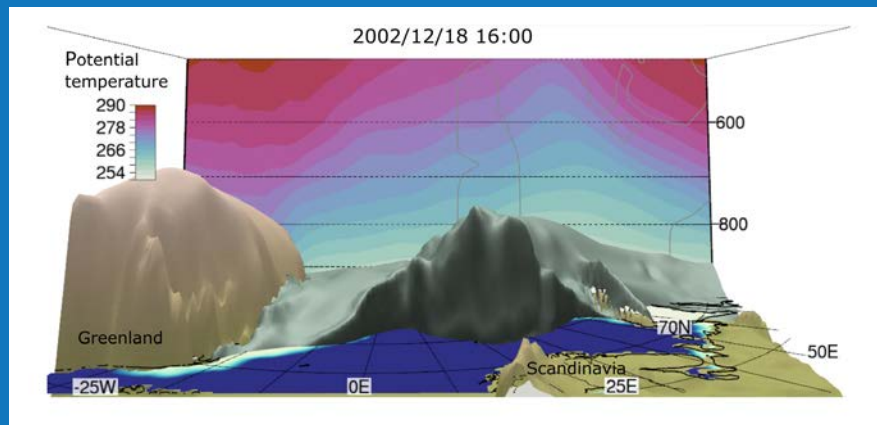 2002/12/18 16:00
Potential
temperature
290
278
266
254
600
800
Greenland
70N
50E
Scandinavia
-25W
0E
25E